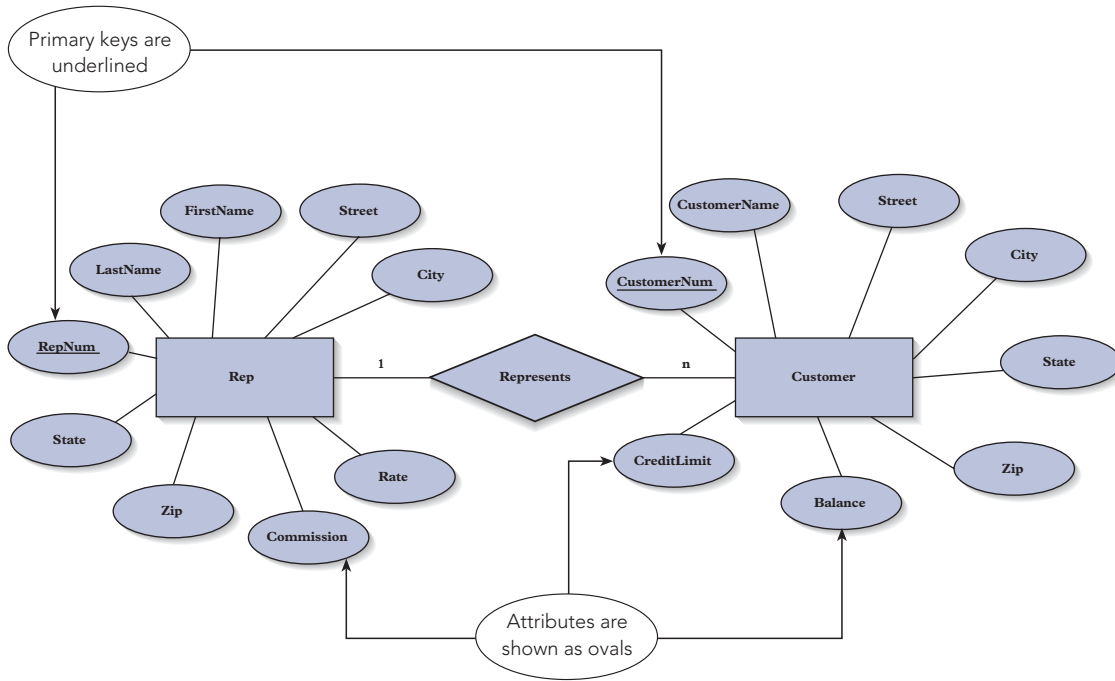 Primary keys are
underlined
FirstName
Street
LastName
City
RepNum
Rep
State
Zip
Commission
Rate
1
Represents
n
CustomerName
Street
CustomerNum
City
Customer
State
CreditLimit
Zip
Balance
Attributes are
shown as ovals